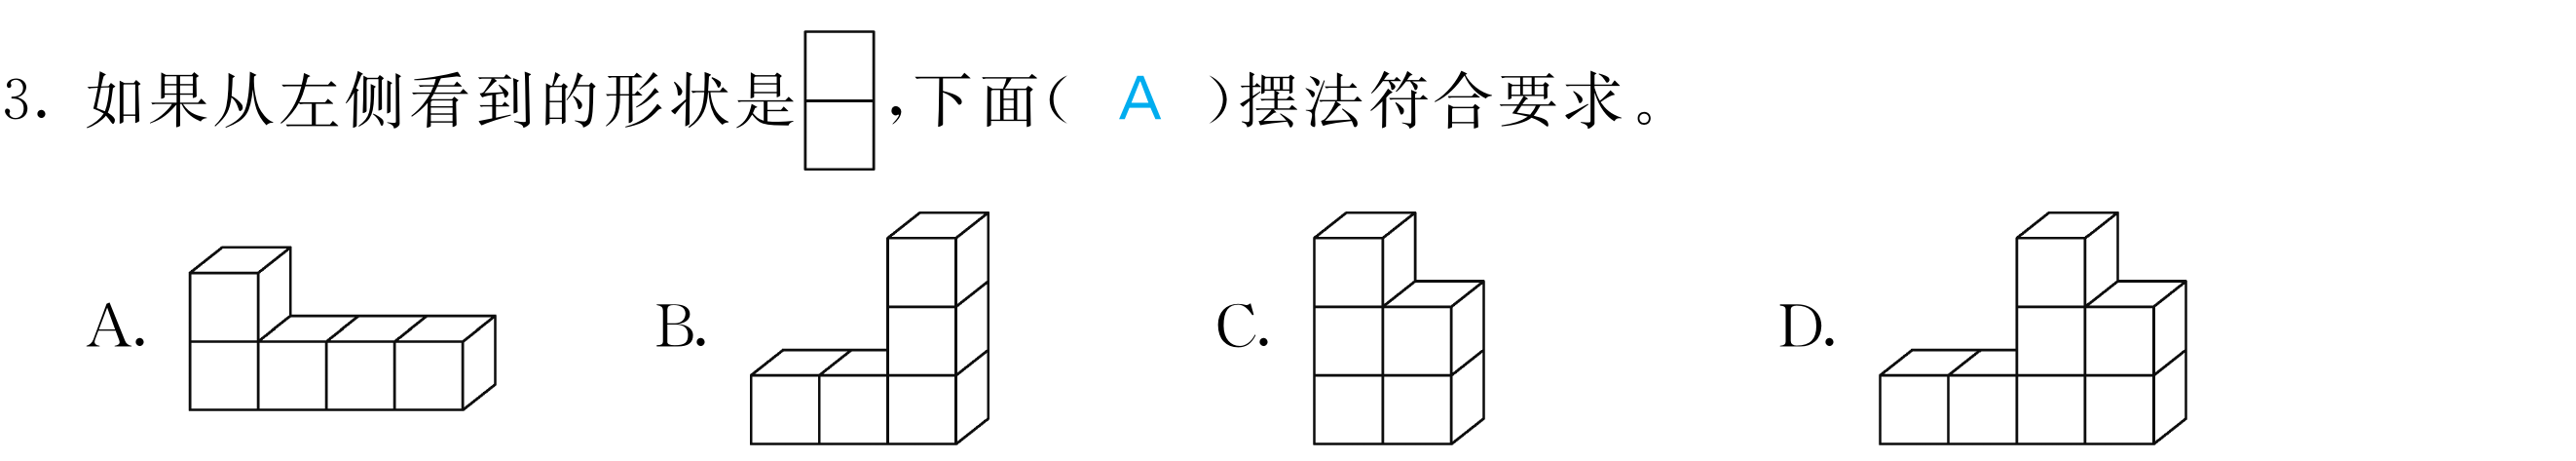 3. 如果从左侧看到的形状是,下面( A )摆法符合要求。
A. B. C. D.